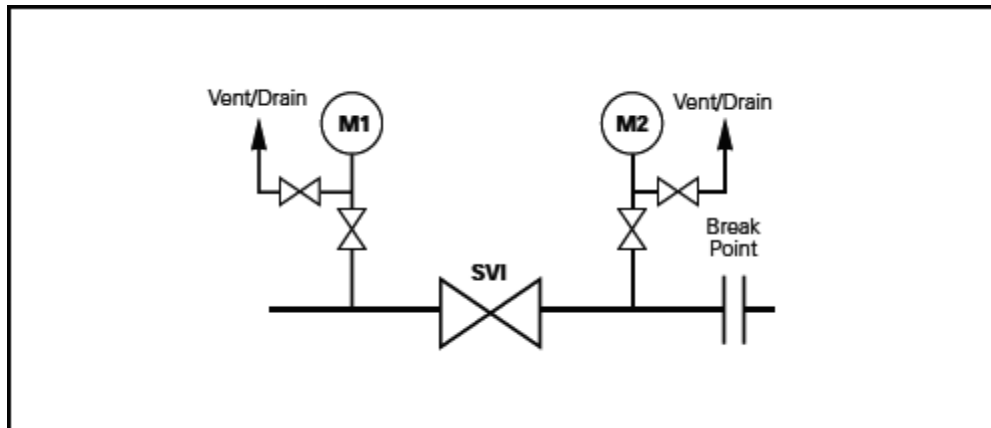 Vent/Drain
M1
M2
Vent/Drain
Break
Point
SVI